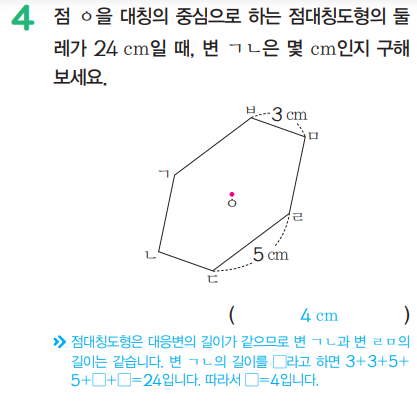 4 점 ㅇ을 대칭의 중심으로 하는 점대칭도형의 둘
레가 24 cm일 때, 변 ㄱㄴ은 몇 cm인지 구해
보세요.
ㅂ 3 cm
ㅁ
ㄱ
ㅇ
ㄹ
ㄴ
5 cm
ㄷ
( 4 cm )
» 점대칭도형은 대응변의 길이가 같으므로 변 ㄱㄴ과 변 ㄹㅁ의
길이는 같습니다. 변 ㄱㄴ의 길이를 □라고 하면 3+3+5+
5+□+□=24입니다. 따라서 □=4입니다.